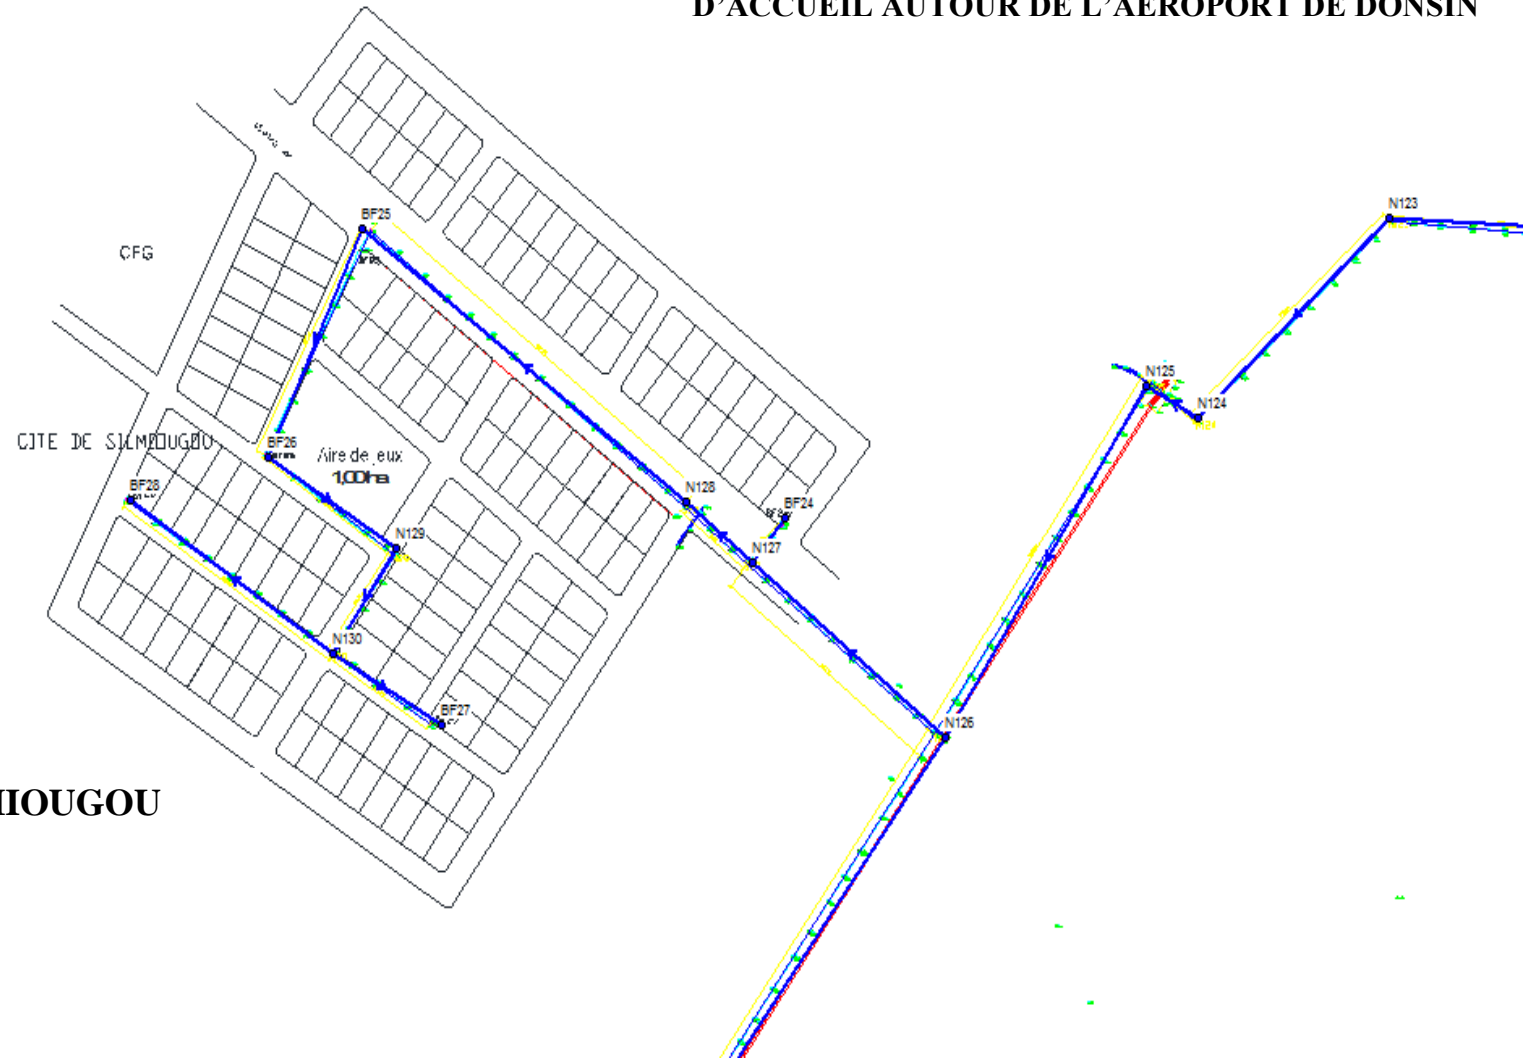 D'ACCUEIL AUTOUR DE L'AEROPORT DE DONSIN
N123
BF25
CFG
N125
N124
CITE DE SILMIOUGOU
BF26
Aire de jeux
1,00ha
BF28
N128
BF24
N129
N127
N130
BF27
N126
IIOUGOU